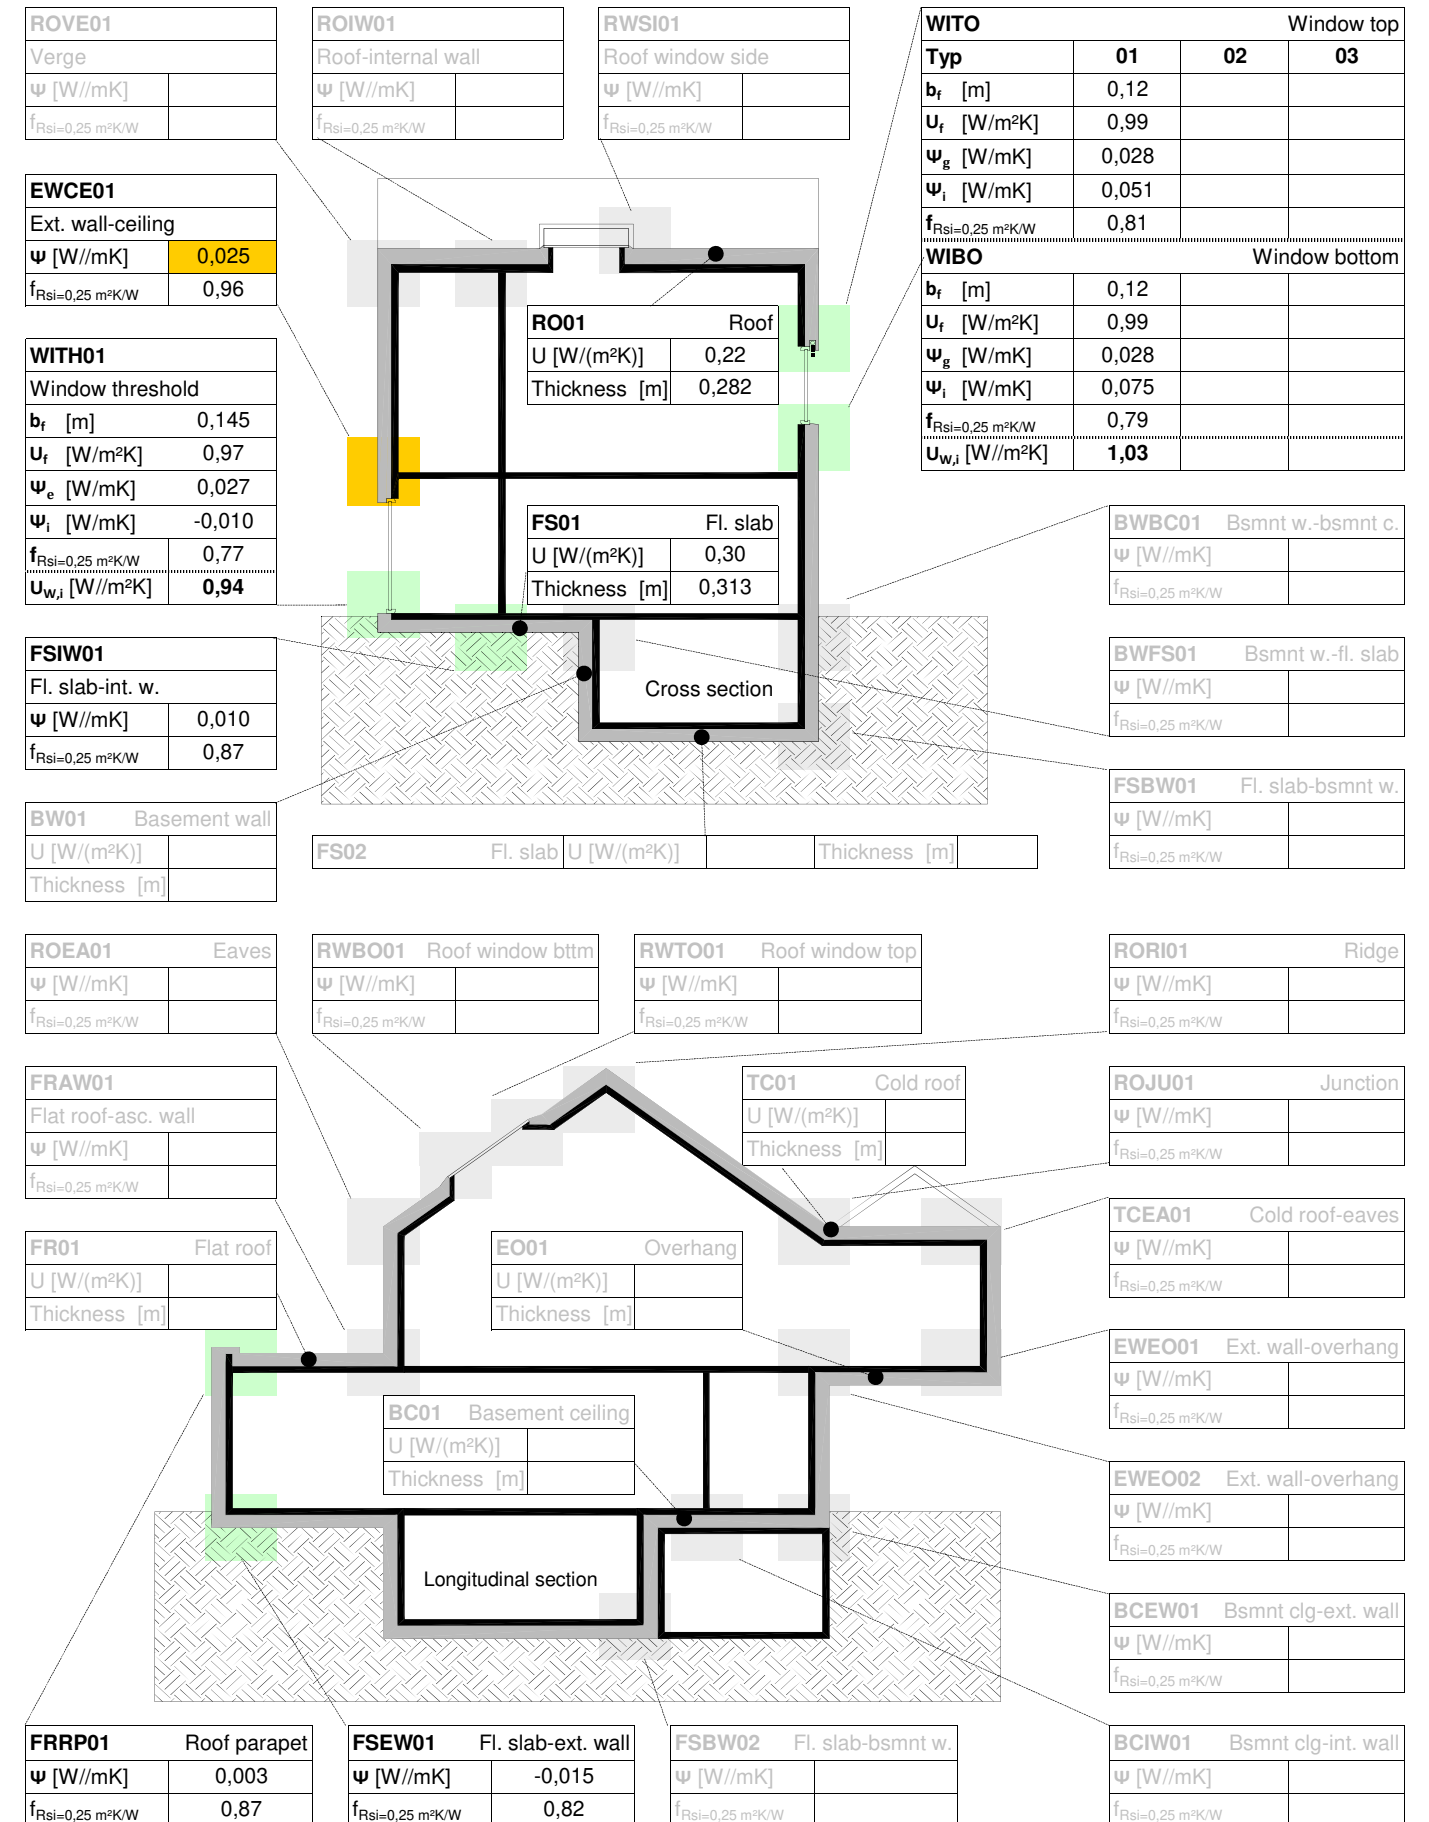 ROVE01
Verge
Ψ [W//mK]
fRsi=0,25 m²K/W
ROIW01
Roof-internal wall
Ψ [W//mK]
fRsi=0,25 m²K/W
RWSI01
Roof window side
Ψ [W//mK]
fRsi=0,25 m²K/W
WITO Window top
Typ 01 02 03
bf [m] 0,12
Uf [W/m²K] 0,99
Ψg [W/mK] 0,028
Ψi [W/mK] 0,051
fRsi=0,25 m²K/W 0,81
WIBO Window bottom
bf [m] 0,12
Uf [W/m²K] 0,99
Ψg [W/mK] 0,028
Ψi [W/mK] 0,075
fRsi=0,25 m²K/W 0,79
UW,i [W//m²K] 1,03
EWCE01
Ext. wall-ceiling
Ψ [W//mK] 0,025
fRsi=0,25 m²K/W 0,96
RO01 Roof
U [W/(m²K)] 0,22
Thickness [m] 0,282
WITH01
Window threshold
bf [m] 0,145
Uf [W/m²K] 0,97
Ψe [W/mK] 0,027
Ψi [W/mK] -0,010
fRsi=0,25 m²K/W 0,77
UW,i [W//m²K] 0,94
FS01 Fl. slab
U [W/(m²K)] 0,30
Thickness [m] 0,313
BWBC01 Bsmnt w.-bsmnt c.
Ψ [W//mK]
fRsi=0,25 m²K/W
FSIW01
Fl. slab-int. w.
Ψ [W//mK] 0,010
fRsi=0,25 m²K/W 0,87
Cross section
BWFS01 Bsmnt w.-fl. slab
Ψ [W//mK]
fRsi=0,25 m²K/W
BW01 Basement wall
U [W/(m²K)]
Thickness [m]
FS02 Fl. slab U [W/(m²K)] Thickness [m]
FSBW01 Fl. slab-bsmnt w.
Ψ [W//mK]
fRsi=0,25 m²K/W
ROEA01 Eaves
Ψ [W//mK]
fRsi=0,25 m²K/W
RWBO01 Roof window bttm
Ψ [W//mK]
fRsi=0,25 m²K/W
RWTO01 Roof window top
Ψ [W//mK]
fRsi=0,25 m²K/W
RORI01 Ridge
Ψ [W//mK]
fRsi=0,25 m²K/W
FRAW01
Flat roof-asc. wall
Ψ [W//mK]
fRsi=0,25 m²K/W
TC01 Cold roof
U [W/(m²K)]
Thickness [m]
ROJU01 Junction
Ψ [W//mK]
fRsi=0,25 m²K/W
FR01 Flat roof
U [W/(m²K)]
Thickness [m]
EO01 Overhang
U [W/(m²K)]
Thickness [m]
TCEA01 Cold roof-eaves
Ψ [W//mK]
fRsi=0,25 m²K/W
EWEO01 Ext. wall-overhang
Ψ [W//mK]
fRsi=0,25 m²K/W
BC01 Basement ceiling
U [W/(m²K)]
Thickness [m]
EWEO02 Ext. wall-overhang
Ψ [W//mK]
fRsi=0,25 m²K/W
Longitudinal section
BCEW01 Bsmnt clg-ext. wall
Ψ [W//mK]
fRsi=0,25 m²K/W
FRRP01 Roof parapet
Ψ [W//mK] 0,003
fRsi=0,25 m²K/W 0,87
FSEW01 Fl. slab-ext. wall
Ψ [W//mK] -0,015
fRsi=0,25 m²K/W 0,82
FSBW02 Fl. slab-bsmnt w.
Ψ [W//mK]
fRsi=0,25 m²K/W
BCIW01 Bsmnt clg-int. wall
Ψ [W//mK]
fRsi=0,25 m²K/W